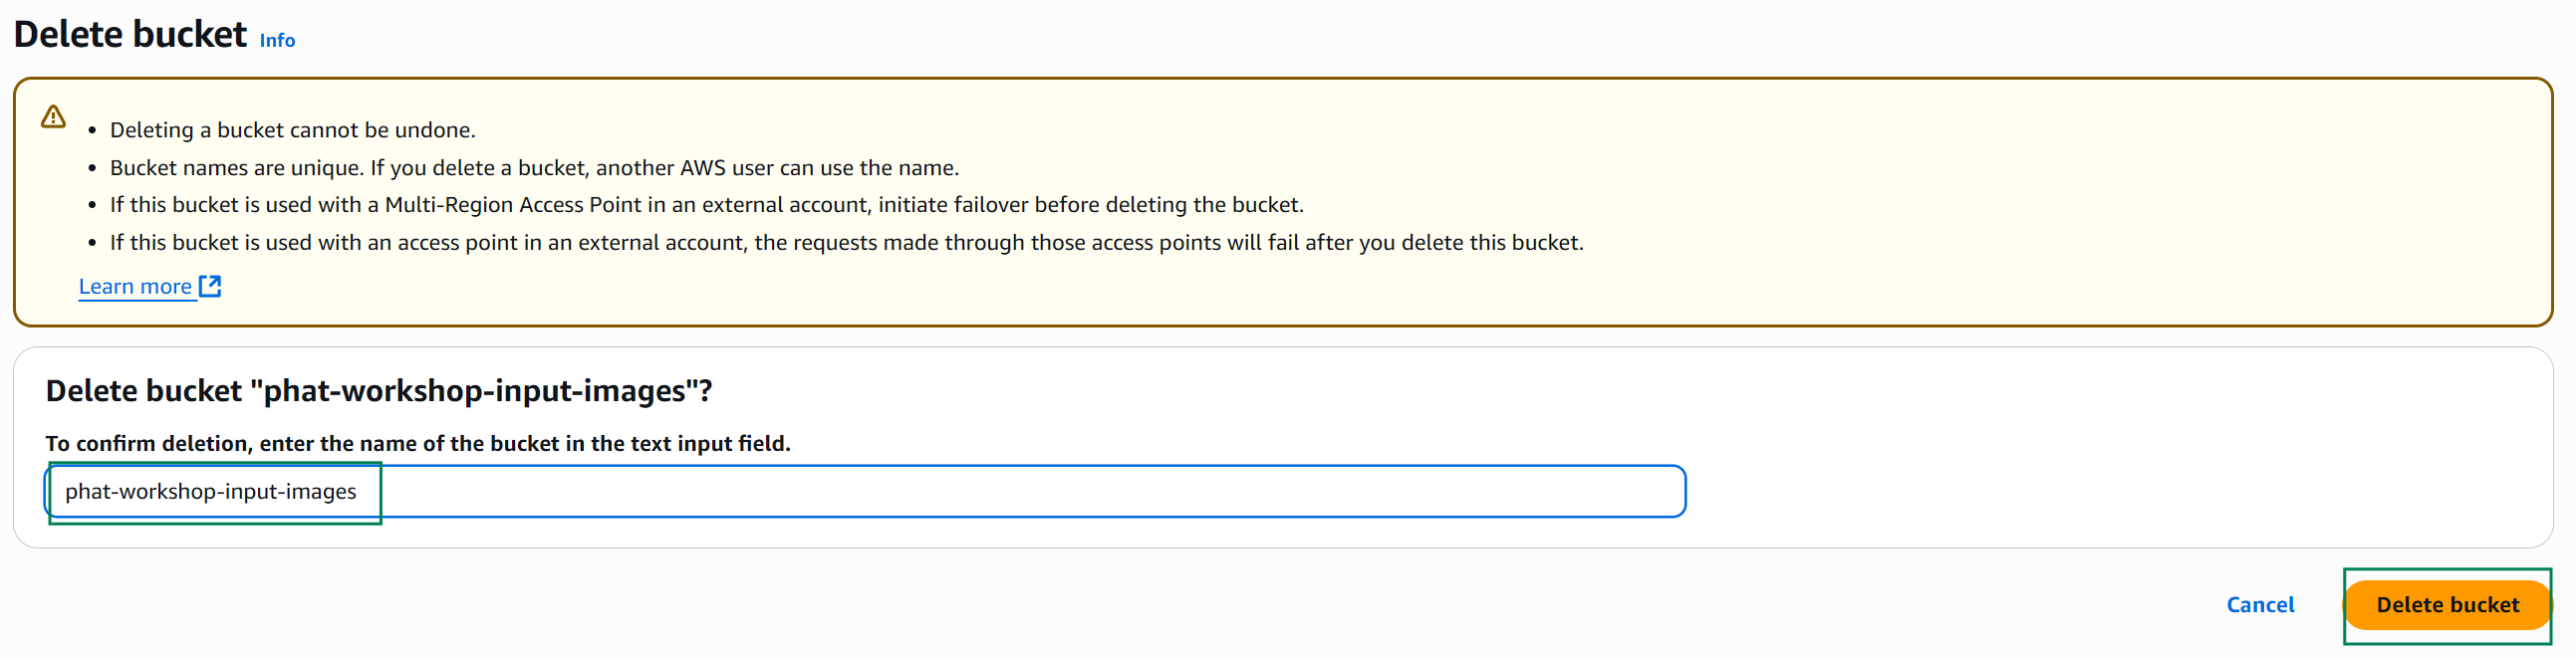 Delete bucket Info
Deleting a bucket cannot be undone.
Bucket names are unique. If you delete a bucket, another AWS user can use the name.
If this bucket is used with a Multi-Region Access Point in an external account, initiate failover before deleting the bucket.
If this bucket is used with an access point in an external account, the requests made through those access points will fail after you delete this bucket.
Learn more
Delete bucket "phat-workshop-input-images"?
To confirm deletion, enter the name of the bucket in the text input field.
phat-workshop-input-images
Cancel Delete bucket